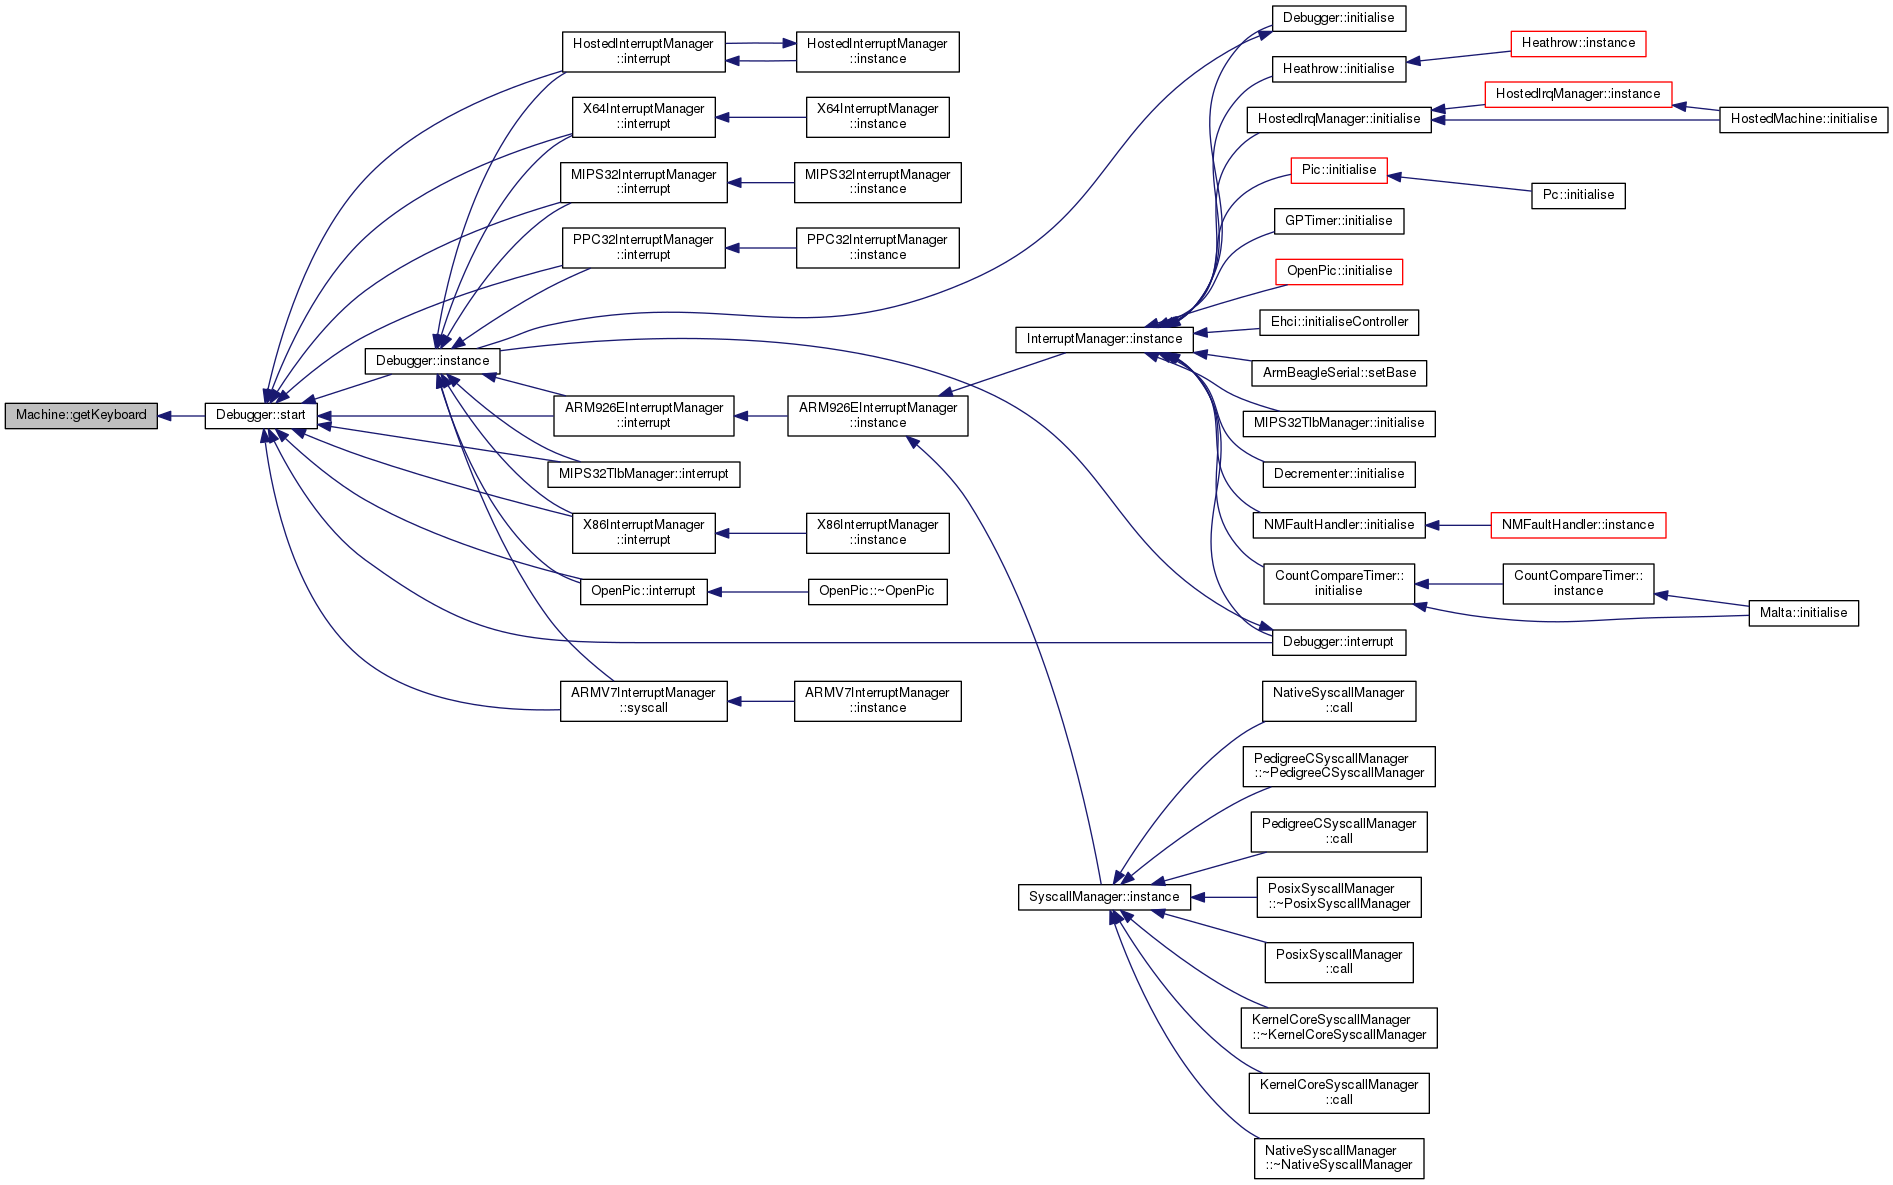 Machine::getKeyboard
Debugger::start
Debugger::instance
HostedInterruptManager
::interrupt
X64InterruptManager
::interrupt
MIPS32InterruptManager
::interrupt
PPC32InterruptManager
::interrupt
ARM926EInterruptManager
::interrupt
MIPS32TlbManager::interrupt
X86InterruptManager
::interrupt
OpenPic::interrupt
ARMV7InterruptManager
::syscall
HostedInterruptManager
::instance
X64InterruptManager
::instance
MIPS32InterruptManager
::instance
PPC32InterruptManager
::instance
ARM926EInterruptManager
::instance
X86InterruptManager
::instance
OpenPic::~OpenPic
ARMV7InterruptManager
::instance
InterruptManager::instance
SyscallManager::instance
Debugger::initialise
Heathrow::initialise
HostedIrqManager::initialise
Pic::initialise
GPTimer::initialise
OpenPic::initialise
Ehci::initialiseController
ArmBeagleSerial::setBase
MIPS32TlbManager::initialise
Decrementer::initialise
NMFaultHandler::initialise
CountCompareTimer::
initialise
Debugger::interrupt
NativeSyscallManager
::call
PedigreeCSyscallManager
::~PedigreeCSyscallManager
PedigreeCSyscallManager
::call
PosixSyscallManager
::~PosixSyscallManager
PosixSyscallManager
::call
KernelCoreSyscallManager
::~KernelCoreSyscallManager
KernelCoreSyscallManager
::call
NativeSyscallManager
::~NativeSyscallManager
Heathrow::instance
HostedIrqManager::instance
Pc::initialise
NMFaultHandler::instance
CountCompareTimer::
instance
HostedMachine::initialise
Malta::initialise